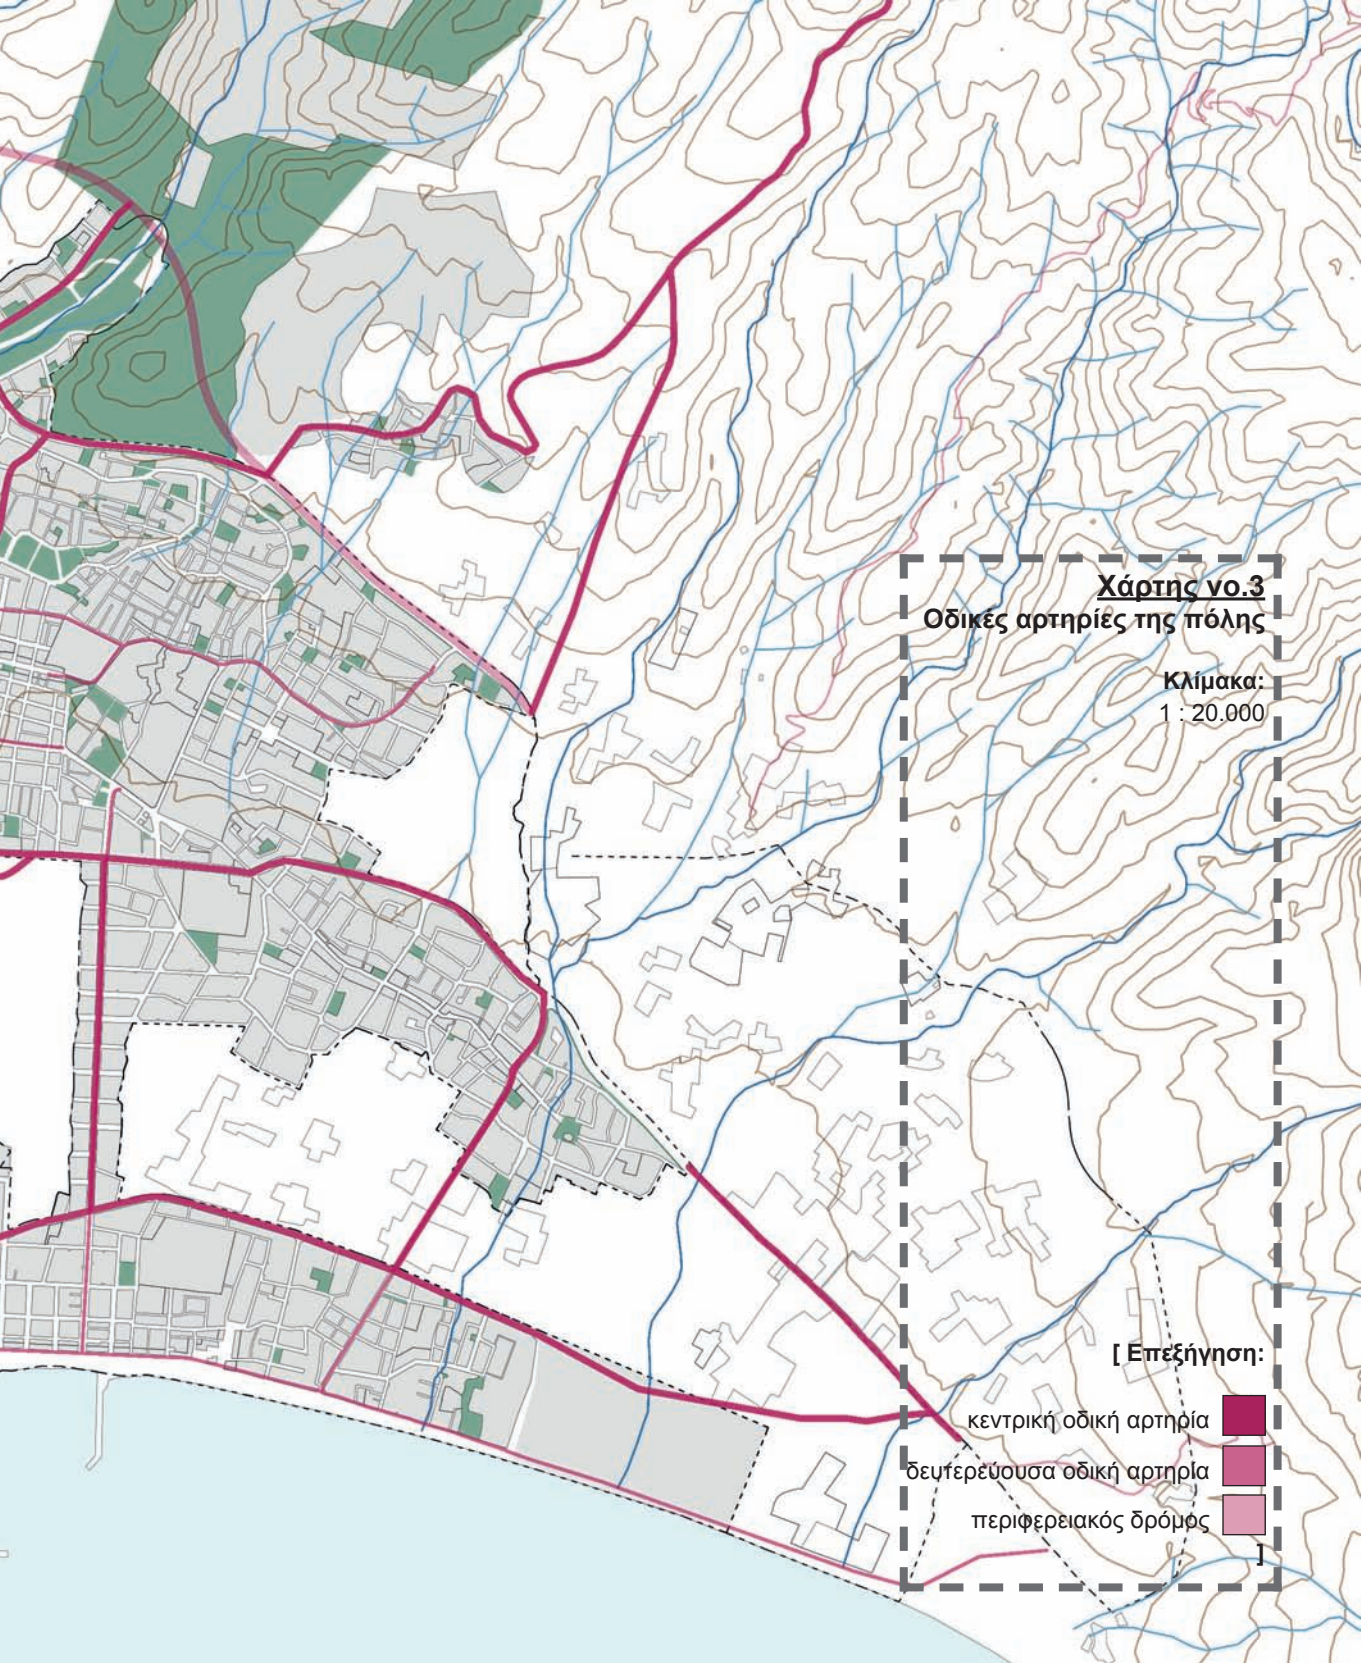 Χάρτης νο.3
Οδικές αρτηρίες της πόλης
Κλίμακα:
1 : 20.000
[ Επεξήγηση:
κεντρική οδική αρτηρία
δευτερεύουσα οδική αρτηρία
περιφερειακός δρόμος
]